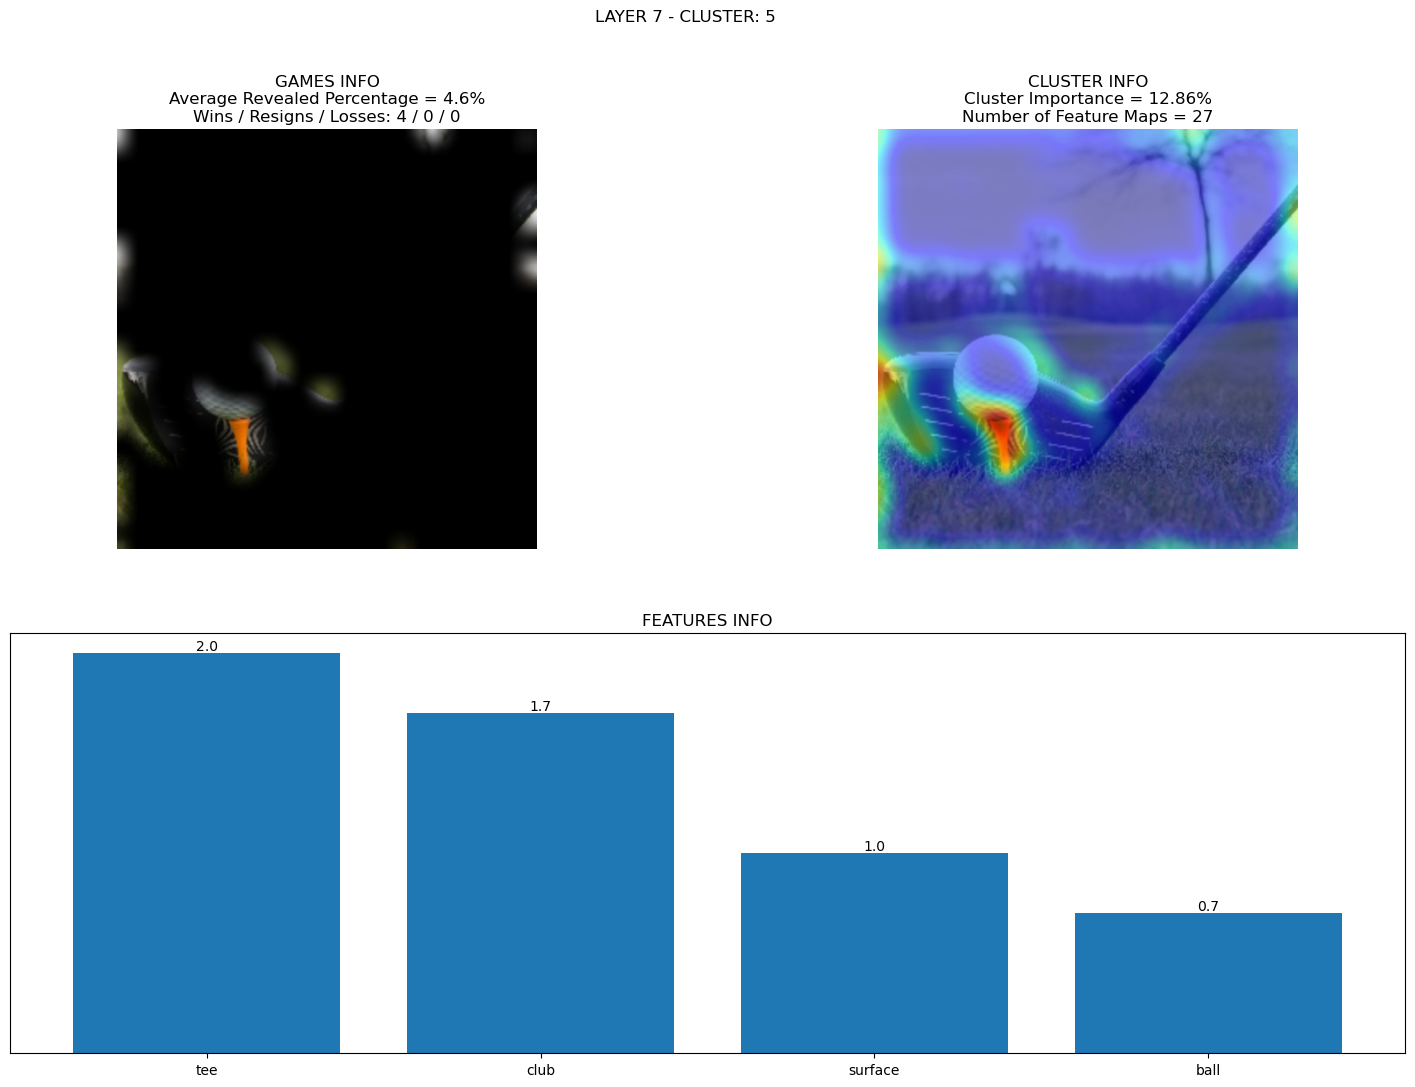 LAYER 7 - CLUSTER: 5
GAMES INFO
Average Revealed Percentage = 4.6%
Wins / Resigns / Losses: 4 / 0 / 0
CLUSTER INFO
Cluster Importance = 12.86%
Number of Feature Maps = 27
FEATURES INFO
2.0
1.7
1.0
0.7
tee
club
surface
ball